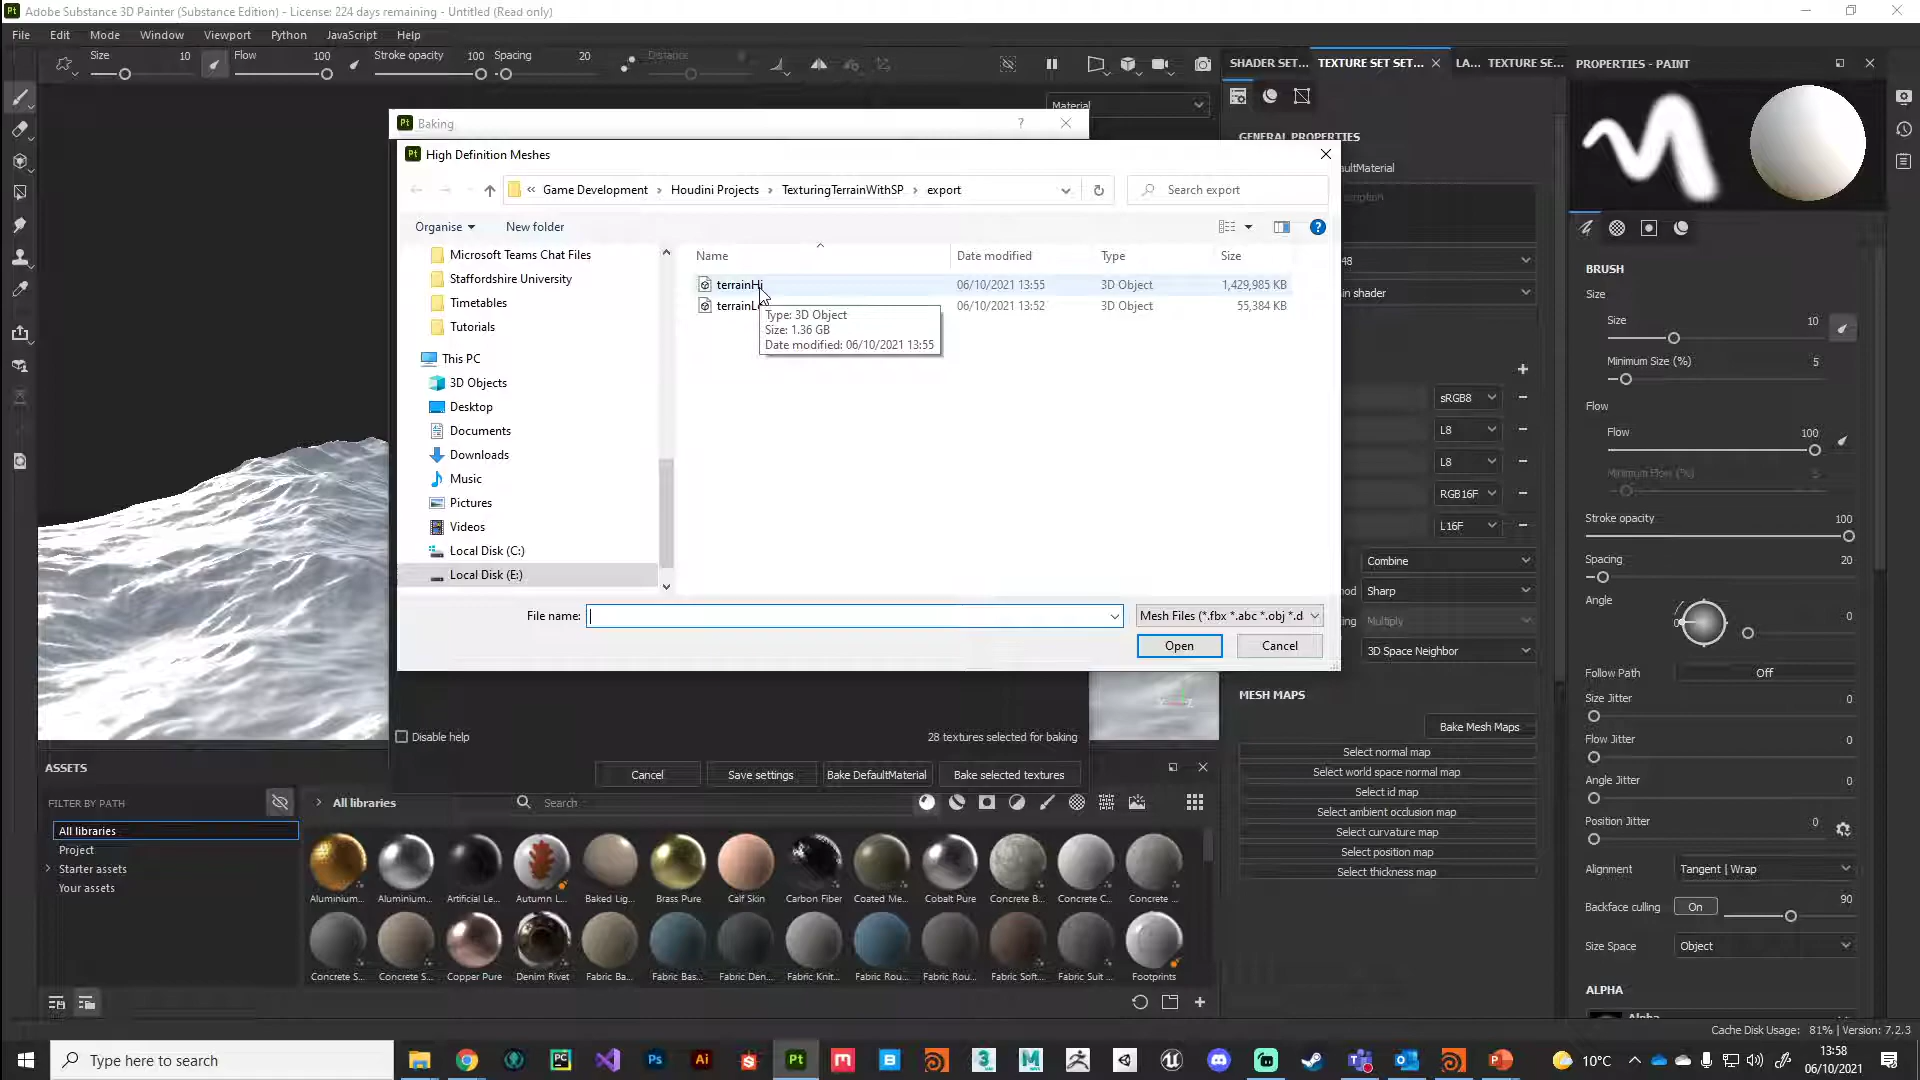 Adobe Substance 3D Painter (Substance Edition) - License: 224 days remaining - Untitled (Read only)
File Edit Mode Window Viewport Python JavaScript Help
Size 10 Flow 100 Stroke opacity 100 Spacing 20 Distance
SHADER SET... TEXTURE SET SET... LA... TEXTURE SE... PROPERTIES - PAINT
Material
Baking
High Definition Meshes
« Game Development Houdini Projects TexturingTerrainWithSP export
Search export
Organise New folder
Microsoft Teams Chat Files
Staffordshire University
Timetables
Tutorials
This PC
3D Objects
Desktop
Documents
Downloads
Music
Pictures
Videos
Local Disk (C:)
Local Disk (E:)
Name Date modified Type Size
terrainHi 06/10/2021 13:55 3D Object 1,429,985 KB
terrainL 06/10/2021 13:52 3D Object 55,384 KB
Type: 3D Object
Size: 1.36 GB
Date modified: 06/10/2021 13:55
File name:
Mesh Files (*.fbx *.abc *.obj *.d
Open Cancel
Disable help
28 textures selected for baking
Cancel Save settings Bake DefaultMaterial Bake selected textures
GENERAL PROPERTIES
aultMaterial
cription
48
in shader
sRGB8
L8
L8
RGB16F
L16F
Combine
od Sharp
ing Multiply
3D Space Neighbor
MESH MAPS
Bake Mesh Maps
Select normal map
Select world space normal map
Select id map
Select ambient occlusion map
Select curvature map
Select position map
Select thickness map
BRUSH
Size
Size 10
Minimum Size (%) 5
Flow
Flow 100
Minimum Flow (%) 5
Stroke opacity 100
Spacing 20
Angle 0
Follow Path Off
Size Jitter 0
Flow Jitter 0
Angle Jitter 0
Position Jitter 0
Alignment Tangent | Wrap
Backface culling On 90
Size Space Object
ALPHA
Alpha
ASSETS
FILTER BY PATH
All libraries
Project
Starter assets
Your assets
All libraries
Search
Aluminium... Aluminium... Artificial Le... Autumn L... Baked Lig... Brass Pure Calf Skin Carbon Fiber Coated Me... Cobalt Pure Concrete B... Concrete C... Concrete ...
Concrete S... Concrete S... Copper Pure Denim Rivet Fabric Ba... Fabric Bas... Fabric Den... Fabric Knit... Fabric Rou... Fabric Rou... Fabric Soft... Fabric Suit ... Footprints
Cache Disk Usage: 81% | Version: 7.2.3
Type here to search
10°C
13:58
06/10/2021